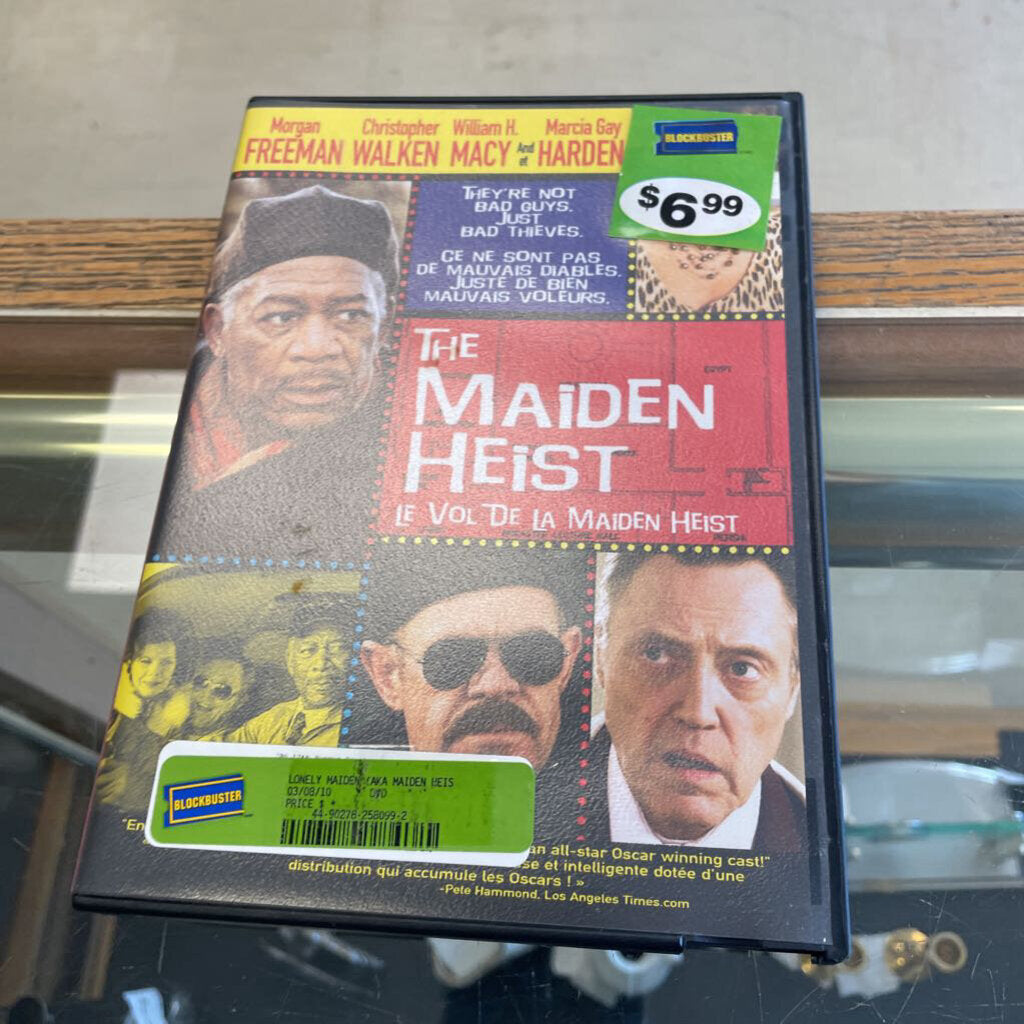 Morgan FREEMAN
Christopher WALKEN
William H. MACY
And et
Marcia Gay HARDEN
BLOCKBUSTER
$6.99
THEY'RE NOT
BAD GUYS.
JUST
BAD THIEVES.
CE NE SONT PAS
DE MAUVAIS DIABLES.
JUSTE DE BIEN
MAUVAIS VOLEURS.
EGYPT
THE
MAIDEN
HEIST
LE VOL DE LA MAIDEN HEIST
PERSIA
BLOCKBUSTER
LONELY MAIDEN (AKA MAIDEN HEIS
03/08/10 DVD
PRICE
44-90278-258099-2
"En
an all-star Oscar winning cast!"
se et intelligente dotée d'une
distribution qui accumule les Oscars ! »
-Pete Hammond, Los Angeles Times.com